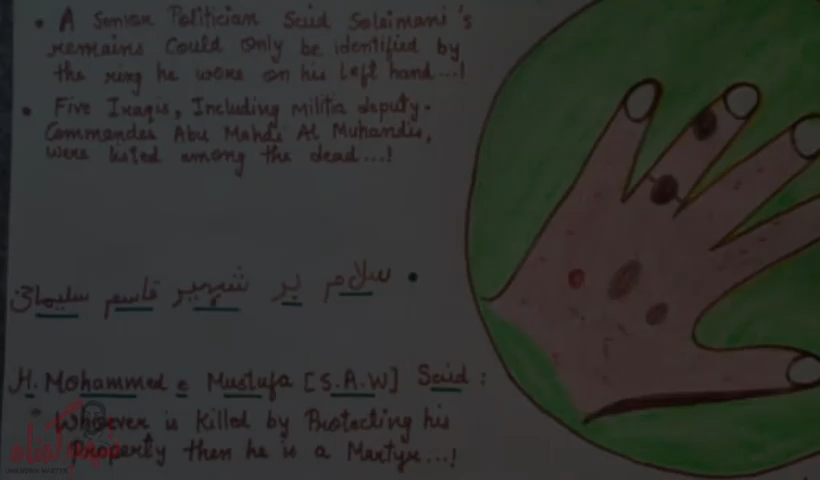 • A Senior Politician Said Soleimani's
remains Could only be identified by
the ring he wore on his left hand...!
• Five Iraqis, Including militia deputy-
Commander Abu Mahdi Al Muhandis,
were listed among the dead...!
• سلام بر شهید قاسم سلیمانی
H. Mohammed e Mustufa [S.A.W] Said :
Whoever is Killed by Protecting his
Property then he is a Martyr...!